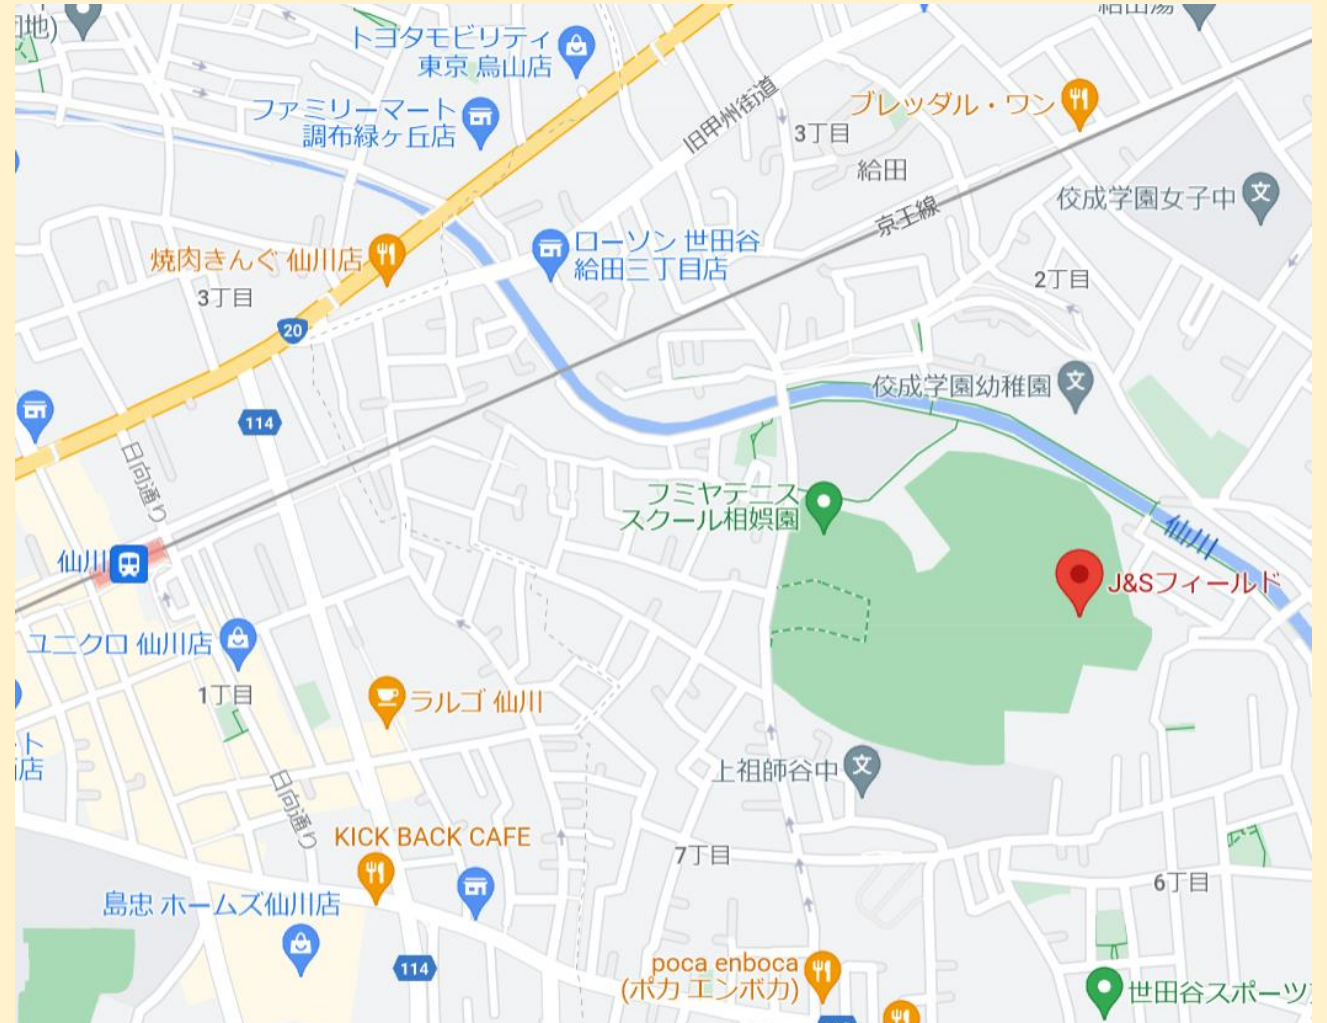 トヨタモビリティ
東京 烏山店
ファミリーマート
調布緑ヶ丘店
旧甲州街道
3丁目
ブレッダル・ワン
給田
佼成学園女子中
京王線
ローソン 世田谷
給田三丁目店
焼肉きんぐ 仙川店
3丁目
2丁目
20
佼成学園幼稚園
114
日向通り
フミヤテニス
スクール相娯園
仙川
仙川
J&Sフィールド
ユニクロ 仙川店
1丁目
ラルゴ 仙川
上祖師谷中
日向通り
KICK BACK CAFE
7丁目
6丁目
島忠 ホームズ仙川店
114
poca enboca
(ポカ エンボカ)
世田谷スポーツ